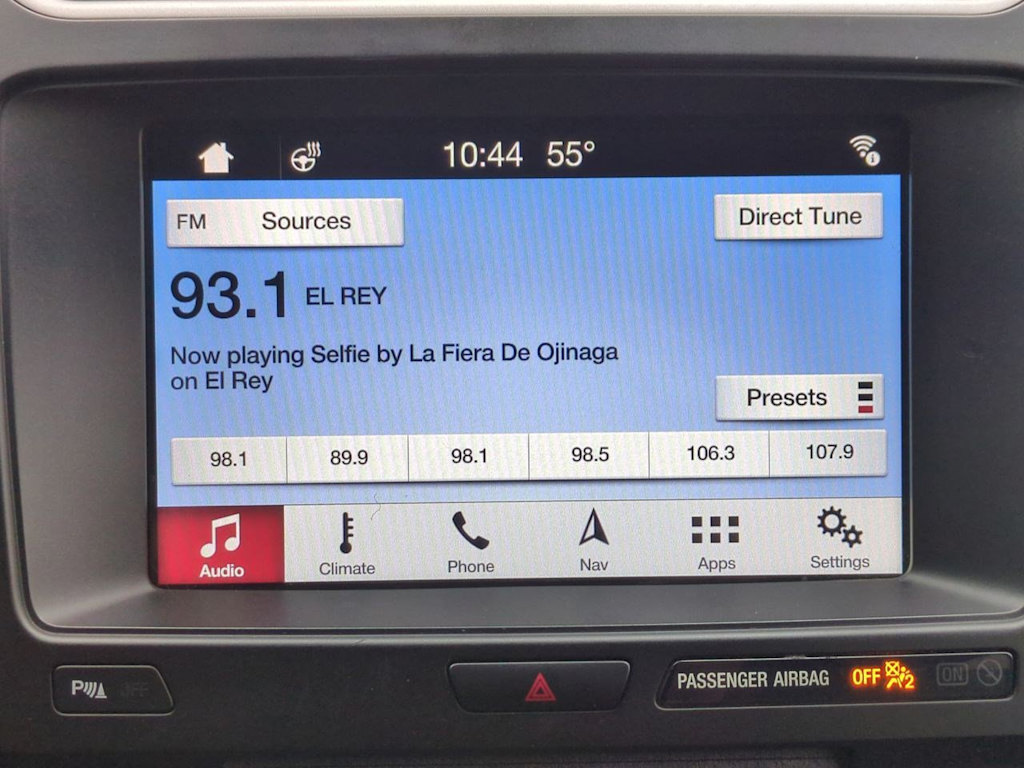 10:44 55°
FM Sources
Direct Tune
93.1 EL REY
Now playing Selfie by La Fiera De Ojinaga
on El Rey
Presets
98.1 89.9 98.1 98.5 106.3 107.9
Audio Climate Phone Nav Apps Settings
P OFF
PASSENGER AIRBAG OFF 2 ON